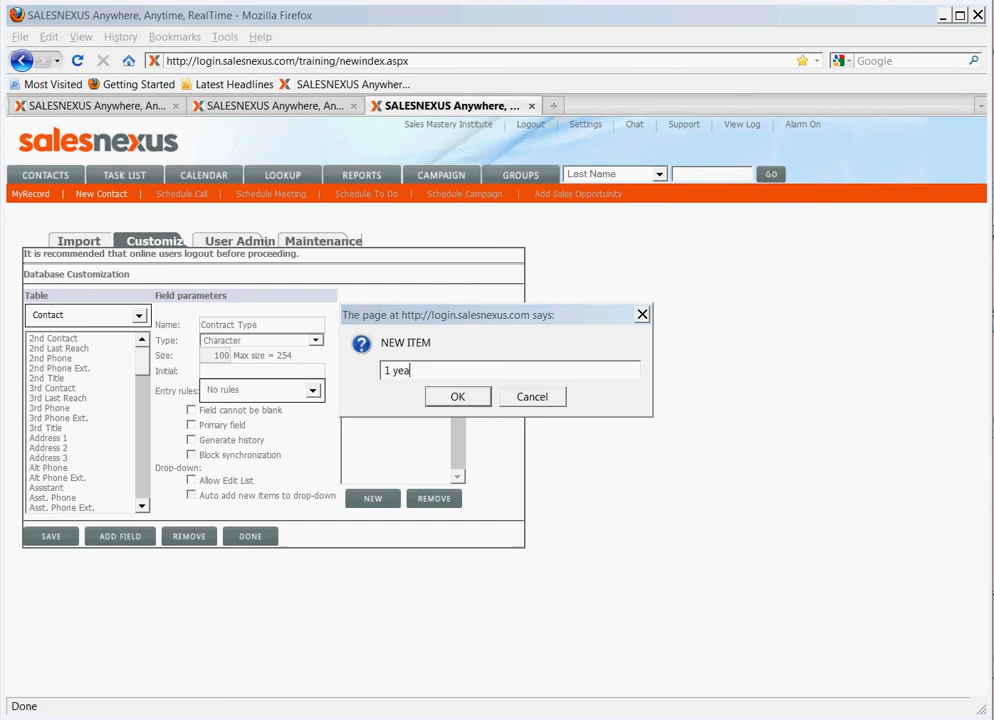 SALESNEXUS Anywhere, Anytime, RealTime - Mozilla Firefox
File Edit View History Bookmarks Tools Help
http://login.salesnexus.com/training/newindex.aspx
Google
Most Visited Getting Started Latest Headlines SALESNEXUS Anywher...
SALESNEXUS Anywhere, An... SALESNEXUS Anywhere, An... SALESNEXUS Anywhere, ...
salesnexus
Sales Mastery Institute Logout Settings Chat Support View Log Alarm On
CONTACTS TASK LIST CALENDAR LOOKUP REPORTS CAMPAIGN GROUPS Last Name GO
MyRecord | New Contact | Schedule Call | Schedule Meeting | Schedule To Do | Schedule Campaign | Add Sales Opportunity
Import Customiz User Admin Maintenance
It is recommended that online users logout before proceeding.
Database Customization
Table
Contact
2nd Contact
2nd Last Reach
2nd Phone
2nd Phone Ext.
2nd Title
3rd Contact
3rd Last Reach
3rd Phone
3rd Phone Ext.
3rd Title
Address 1
Address 2
Address 3
Alt Phone
Alt Phone Ext.
Assistant
Asst. Phone
Asst. Phone Ext.
Field parameters
Name: Contract Type
Type: Character
Size: 100 Max size = 254
Initial:
Entry rules: No rules
Field cannot be blank
Primary field
Generate history
Block synchronization
Drop-down:
Allow Edit List
Auto add new items to drop-down
The page at http://login.salesnexus.com says:
NEW ITEM
1 yea
OK Cancel
NEW REMOVE
SAVE ADD FIELD REMOVE DONE
Done